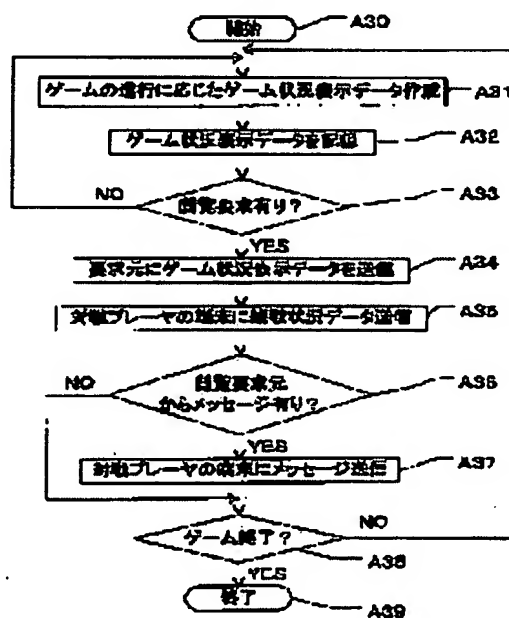 開始 A30
ゲームの進行に応じたゲーム状況表示データ作成 A31
ゲーム状況表示データを記録 A32
NO 閲覧要求有り? A33
YES
要求元にゲーム状況表示データを送信 A34
対戦プレーヤの端末に観戦状況データ送信 A35
NO 閲覧要求元 A36
からメッセージ有り?
YES
対戦プレーヤの端末にメッセージ送信 A37
ゲーム終了? NO
A38
YES
終了 A39